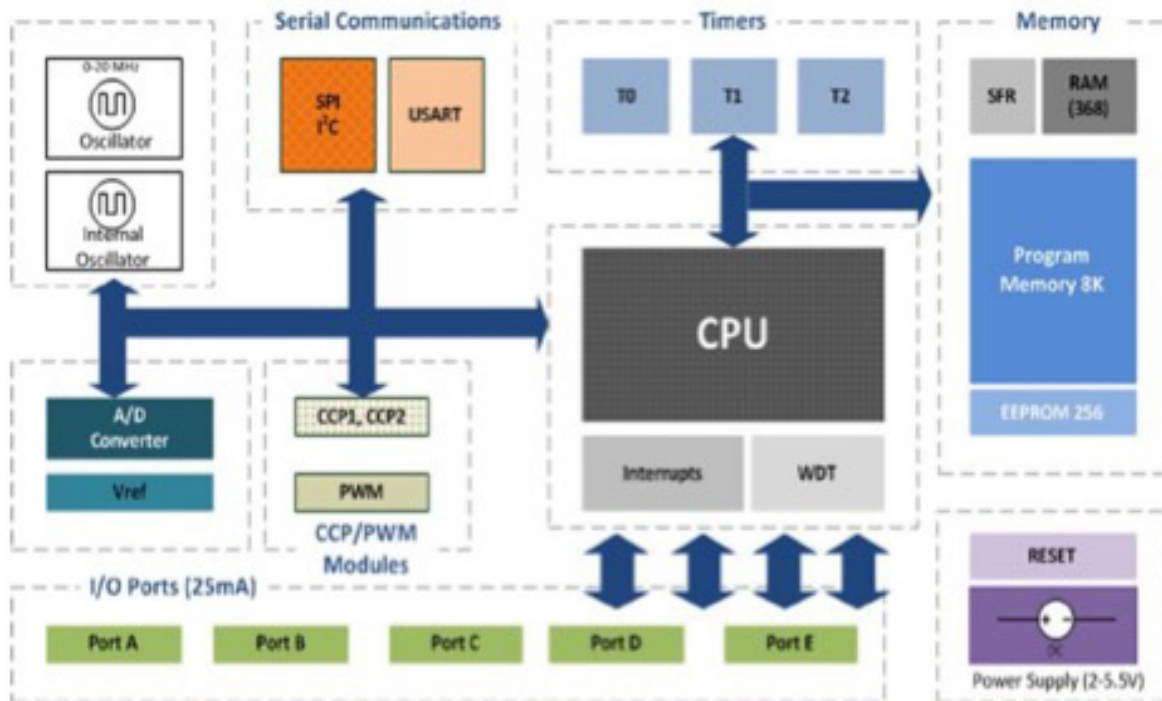 Serial Communications
Timers
Memory
0-20 MHz
Oscillator
Internal
Oscillator
SPI
I²C
USART
T0
T1
T2
SFR
RAM
(368)
Program
Memory 8K
EEPROM 256
CPU
Interrupts
WDT
A/D
Converter
Vref
CCP1, CCP2
PWM
CCP/PWM
Modules
I/O Ports (25mA)
Port A
Port B
Port C
Port D
Port E
RESET
DC
Power Supply (2-5.5V)